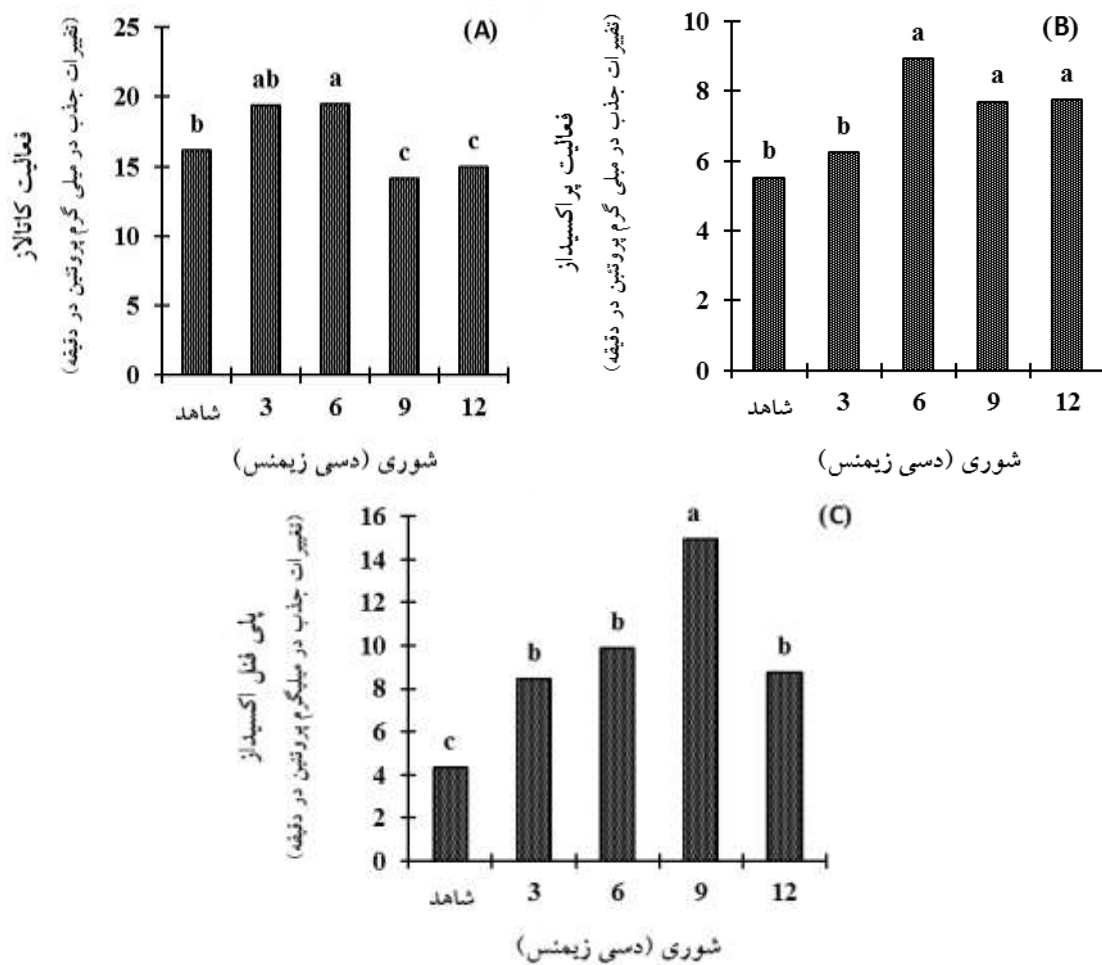 (A)
فعالیت کاتالاز
(تغییرات جذب در میلی گرم پروتئین در دقیقه)
25
20
15
10
5
0
b
ab
a
c
c
شاهد 3 6 9 12
شوری (دسی زیمنس)
(B)
فعالیت پراکسیداز
(تغییرات جذب در میلی گرم پروتئین در دقیقه)
10
8
6
4
2
0
b
b
a
a
a
شاهد 3 6 9 12
شوری (دسی زیمنس)
(C)
پلی فنل اکسیداز
(تغییرات جذب در میلیگرم پروتئین در دقیقه)
16
14
12
10
8
6
4
2
0
c
b
b
a
b
شاهد 3 6 9 12
شوری (دسی زیمنس)